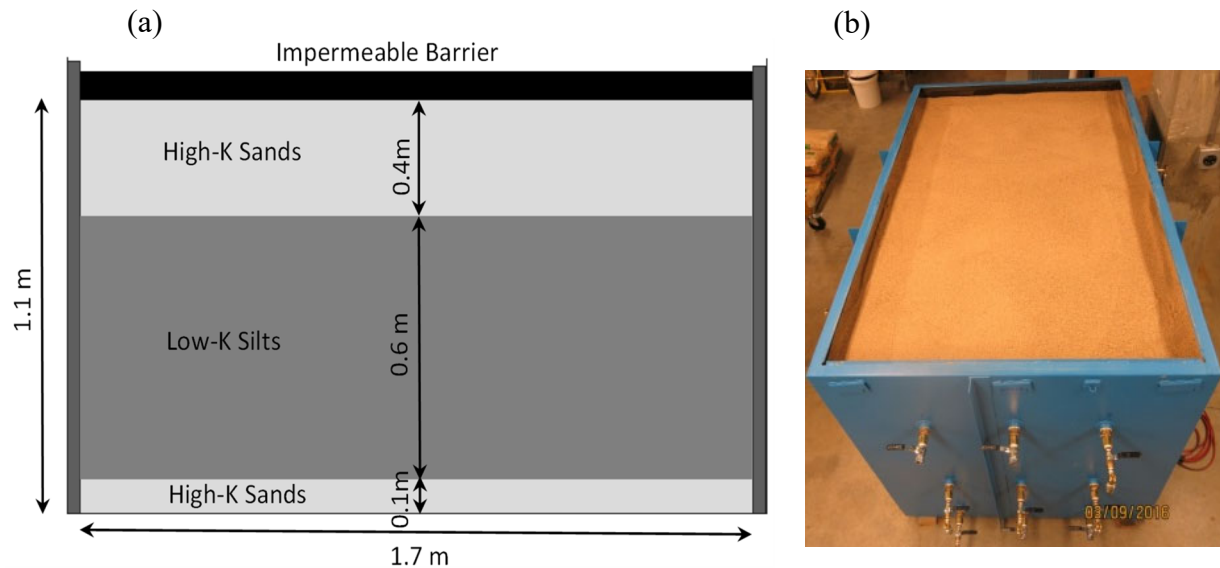 (a)
(b)
Impermeable Barrier
High-K Sands
0.4m
1.1 m
Low-K Silts
0.6 m
High-K Sands
0.1m
1.7 m
03/09/2016